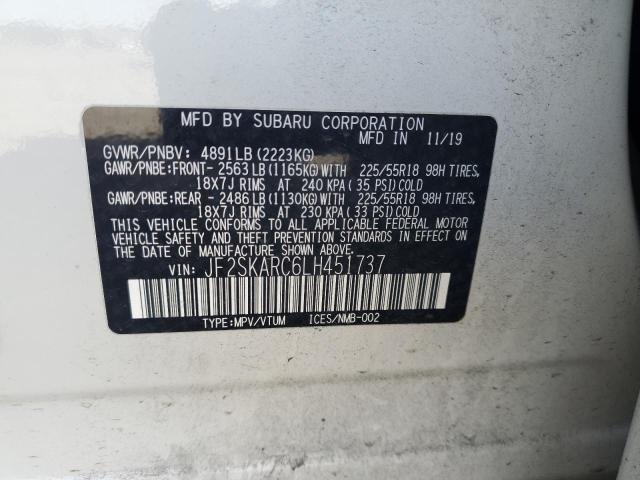 MFD BY SUBARU CORPORATION
MFD IN 11/19
GVWR/PNBV: 4891LB(2223KG)
GAWR/PNBE:FRONT- 2563LB(1165KG)WITH 225/55R18 98H TIRES,
18X7J RIMS AT 240 KPA(35 PSI)COLD
GAWR/PNBE:REAR - 2486LB(1130KG)WITH 225/55R18 98H TIRES,
18X7J RIMS AT 230 KPA(33 PSI)COLD
THIS VEHICLE CONFORMS TO ALL APPLICABLE FEDERAL MOTOR
VEHICLE SAFETY AND THEFT PREVENTION STANDARDS IN EFFECT ON
THE DATE OF MANUFACTURE SHOWN ABOVE.
VIN: JF2SKARC6LH451737
TYPE:MPV/VTUM ICES/NMB-002